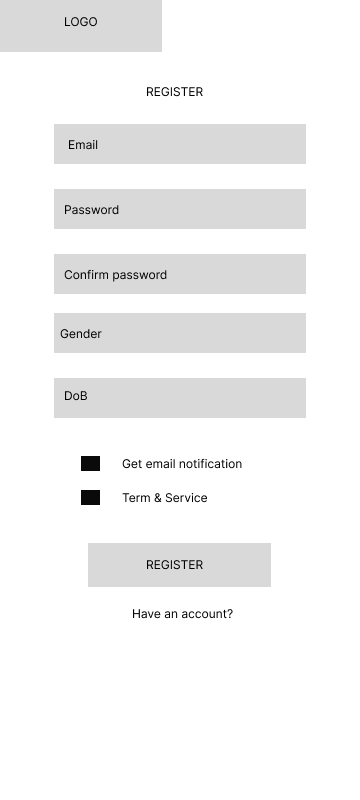 LOGO
REGISTER
Email
Password
Confirm password
Gender
DoB
Get email notification
Term & Service
REGISTER
Have an account?